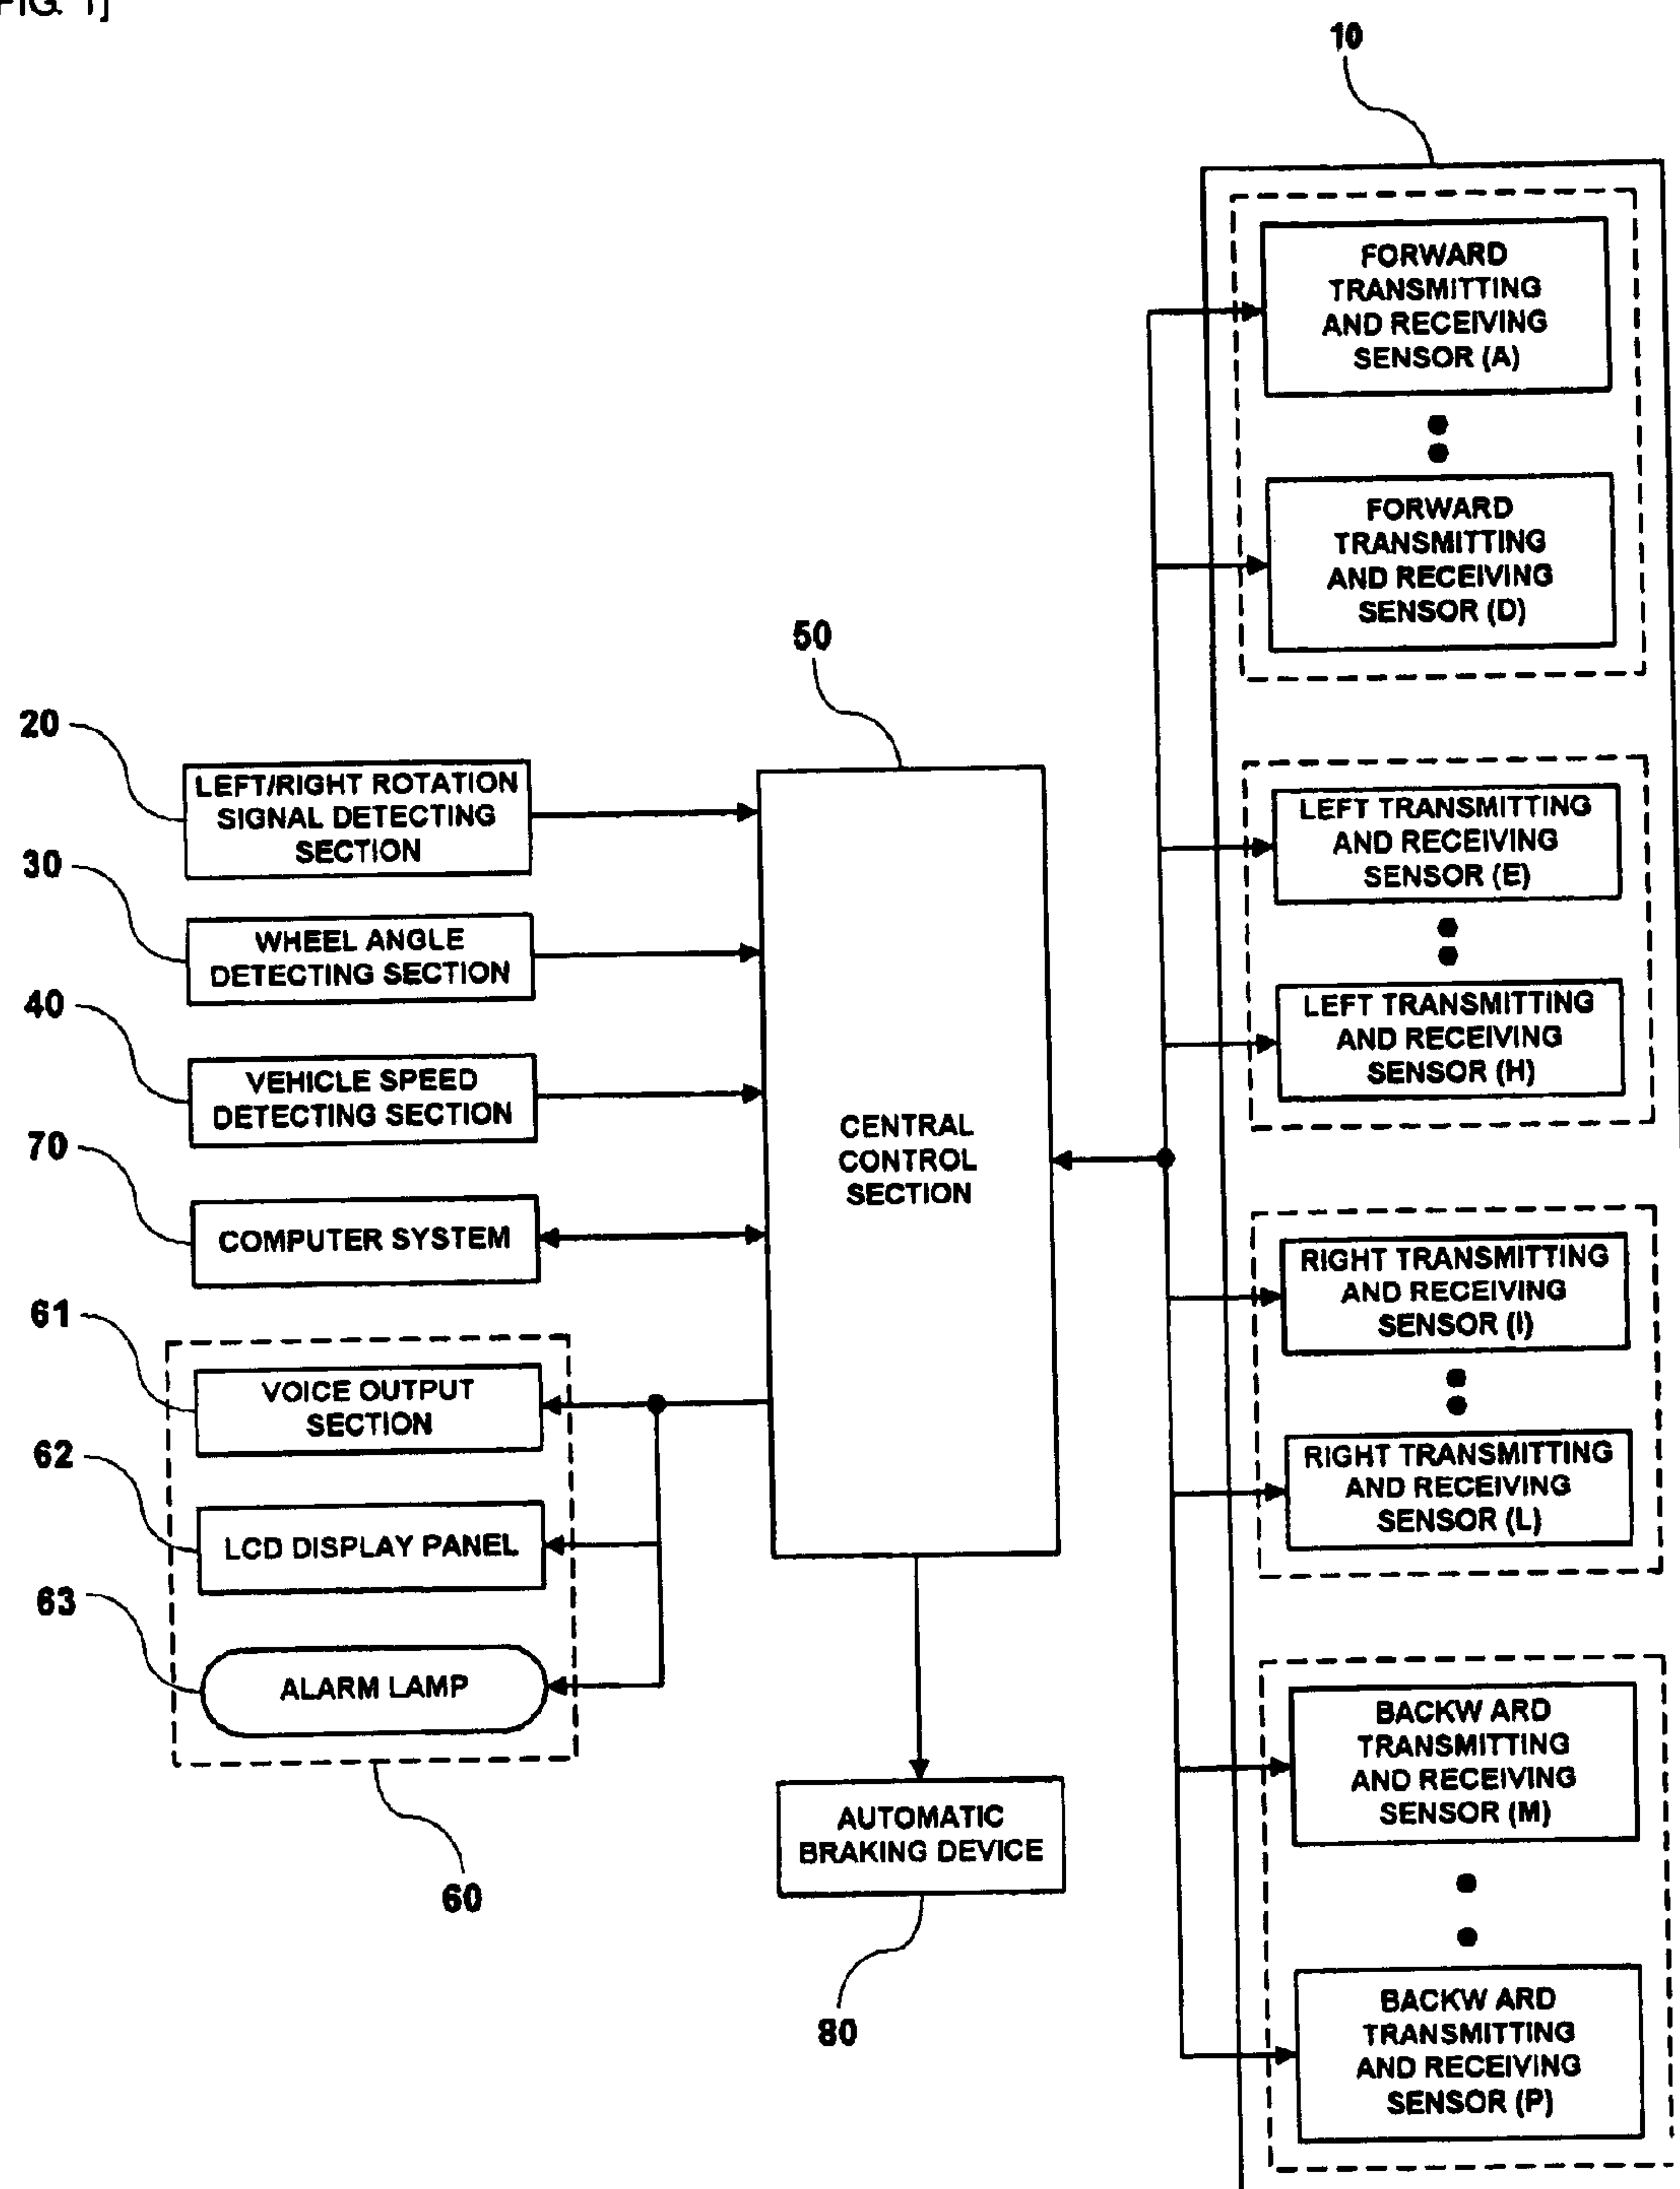 FIG. 1]
10
FORWARD
TRANSMITTING
AND RECEIVING
SENSOR (A)
FORWARD
TRANSMITTING
AND RECEIVING
SENSOR (D)
50
20
LEFT/RIGHT ROTATION
SIGNAL DETECTING
SECTION
30
WHEEL ANGLE
DETECTING SECTION
40
VEHICLE SPEED
DETECTING SECTION
70
COMPUTER SYSTEM
61
VOICE OUTPUT
SECTION
62
LCD DISPLAY PANEL
63
ALARM LAMP
60
CENTRAL
CONTROL
SECTION
AUTOMATIC
BRAKING DEVICE
80
LEFT TRANSMITTING
AND RECEIVING
SENSOR (E)
LEFT TRANSMITTING
AND RECEIVING
SENSOR (H)
RIGHT TRANSMITTING
AND RECEIVING
SENSOR (I)
RIGHT TRANSMITTING
AND RECEIVING
SENSOR (L)
BACKW ARD
TRANSMITTING
AND RECEIVING
SENSOR (M)
BACKW ARD
TRANSMITTING
AND RECEIVING
SENSOR (P)